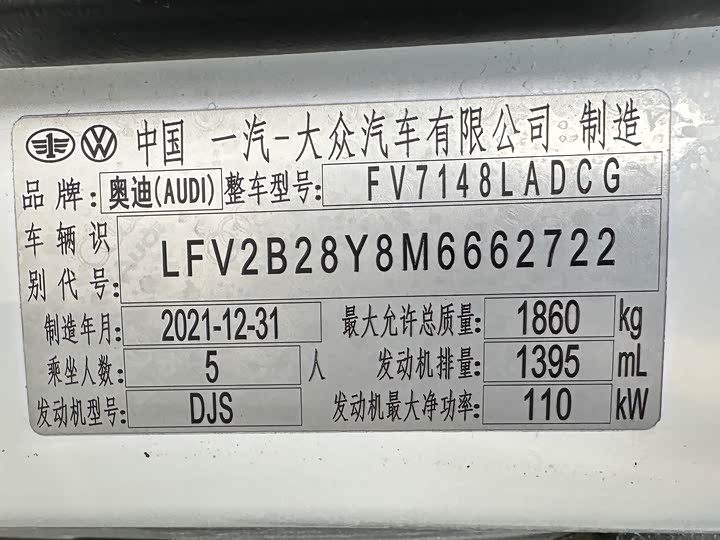 中国 一汽-大众汽车有限公司 制造
品牌: 奥迪(AUDI) 整车型号: FV7148LADCG
车辆识别代号: LFV2B28Y8M6662722
制造年月: 2021-12-31 最大允许总质量: 1860 kg
乘坐人数: 5 人 发动机排量: 1395 mL
发动机型号: DJS 发动机最大净功率: 110 kW